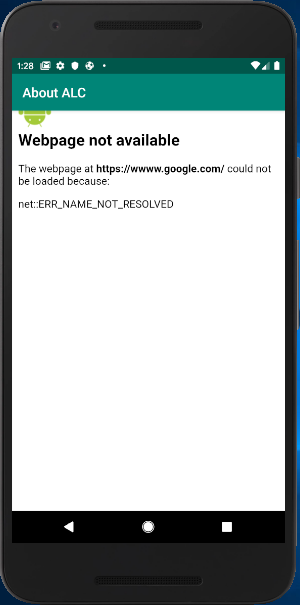 1:28
About ALC
Webpage not available
The webpage at https://wwww.google.com/ could not
be loaded because:
net::ERR_NAME_NOT_RESOLVED